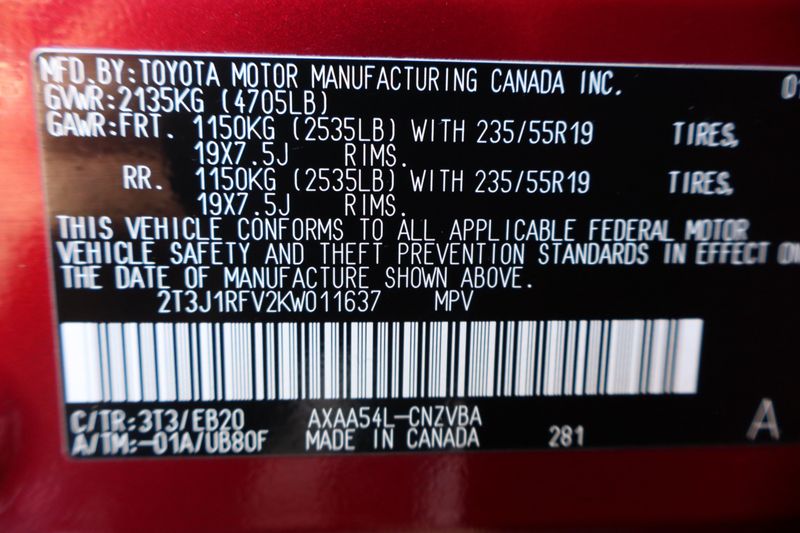 MFD.BY:TOYOTA MOTOR MANUFACTURING CANADA INC.
GVWR:2135KG (4705LB)
GAWR:FRT. 1150KG (2535LB) WITH 235/55R19 TIRES,
19X7.5J RIMS.
RR. 1150KG (2535LB) WITH 235/55R19 TIRES,
19X7.5J RIMS.
THIS VEHICLE CONFORMS TO ALL APPLICABLE FEDERAL MOTOR
VEHICLE SAFETY AND THEFT PREVENTION STANDARDS IN EFFECT ON
THE DATE OF MANUFACTURE SHOWN ABOVE.
2T3J1RFV2KW011637 MPV
C/TR:3T3/EB20 AXAA54L-CNZVBA
A/TM:-01A/UB80F MADE IN CANADA 281
A